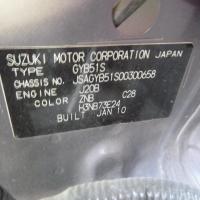 SUZUKI MOTOR CORPORATION JAPAN
TYPE GYB51S
CHASSIS NO. JSAGYB51S00300658
ENGINE J20B
COLOR ZNB C28
H3NB73E24
BUILT JAN 10